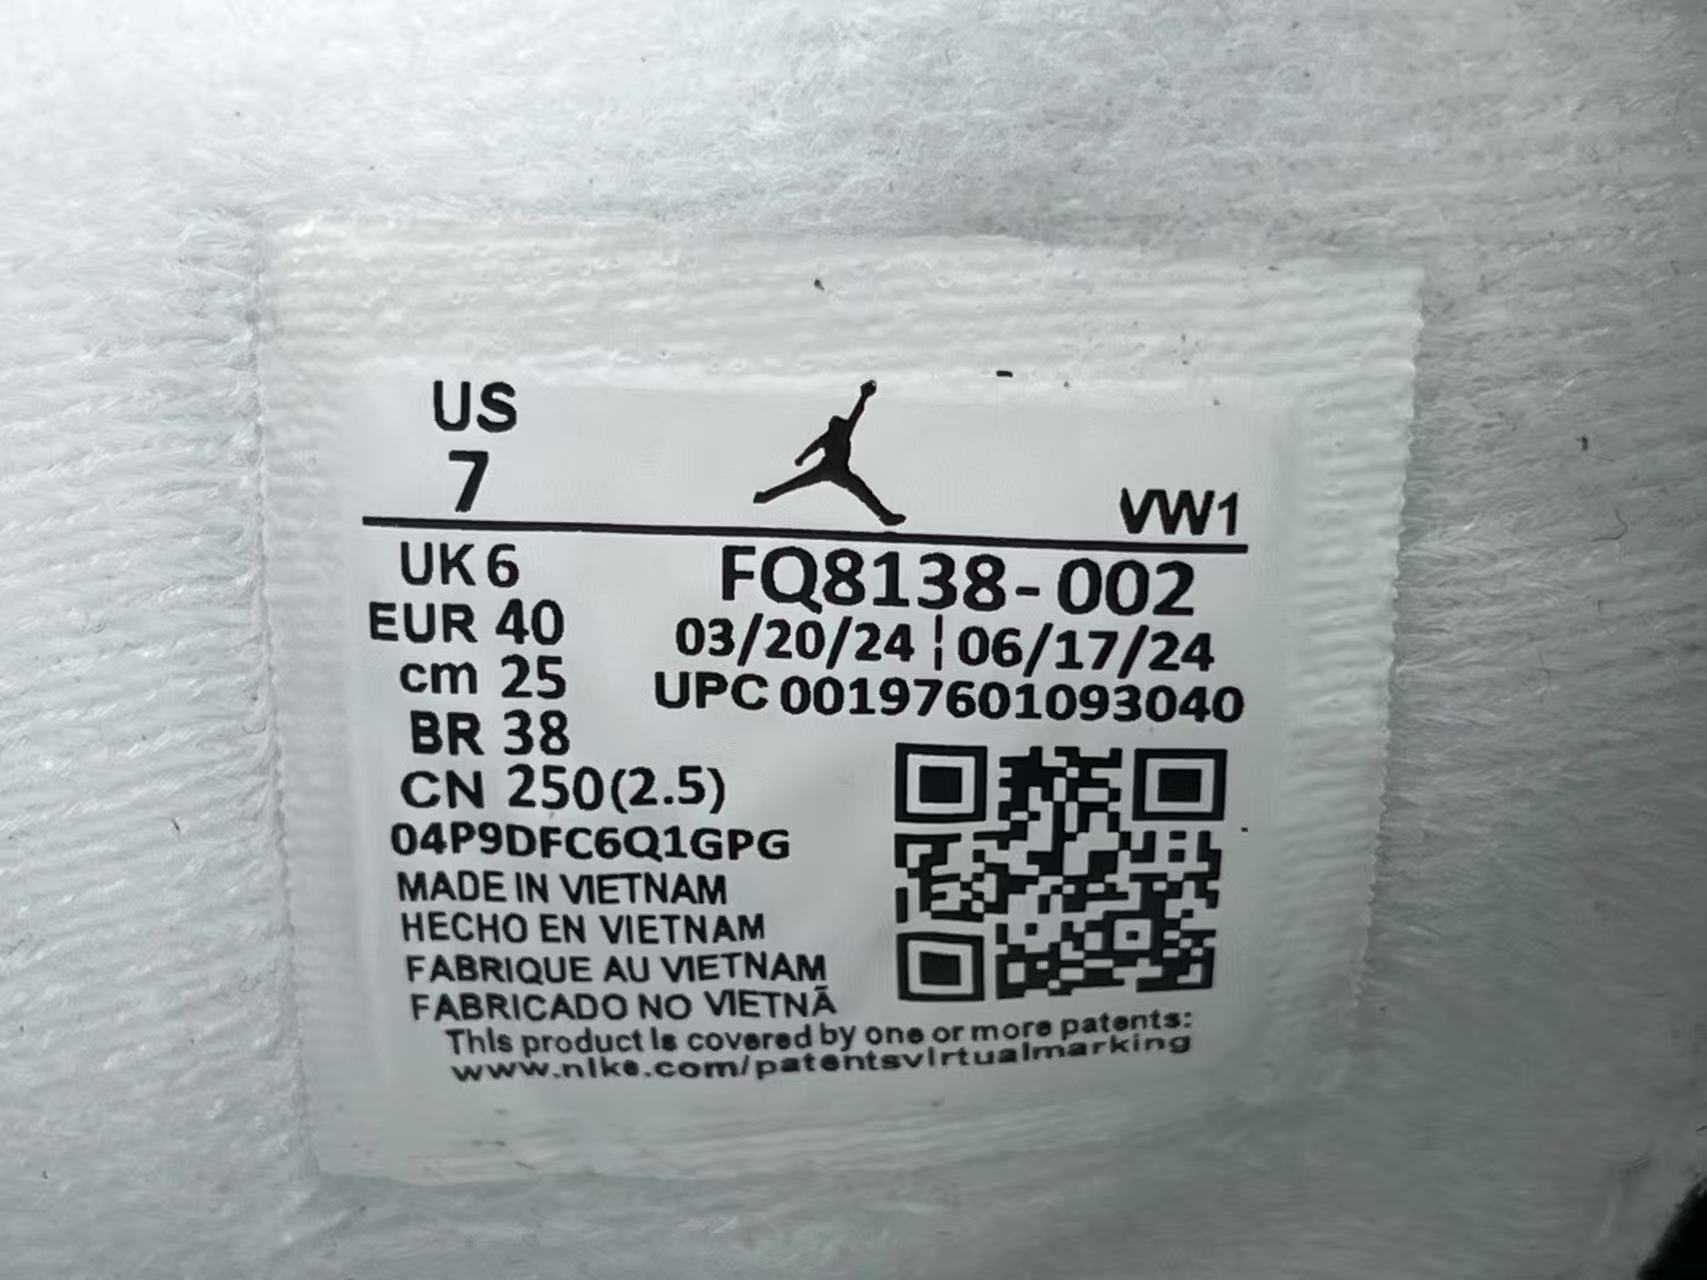 US
7
VW1
UK 6
EUR 40
cm 25
BR 38
CN 250(2.5)
FQ8138-002
03/20/24 ¦ 06/17/24
UPC 00197601093040
04P9DFC6Q1GPG
MADE IN VIETNAM
HECHO EN VIETNAM
FABRIQUE AU VIETNAM
FABRICADO NO VIETNÃ
This product is covered by one or more patents:
www.nike.com/patentsvirtualmarking